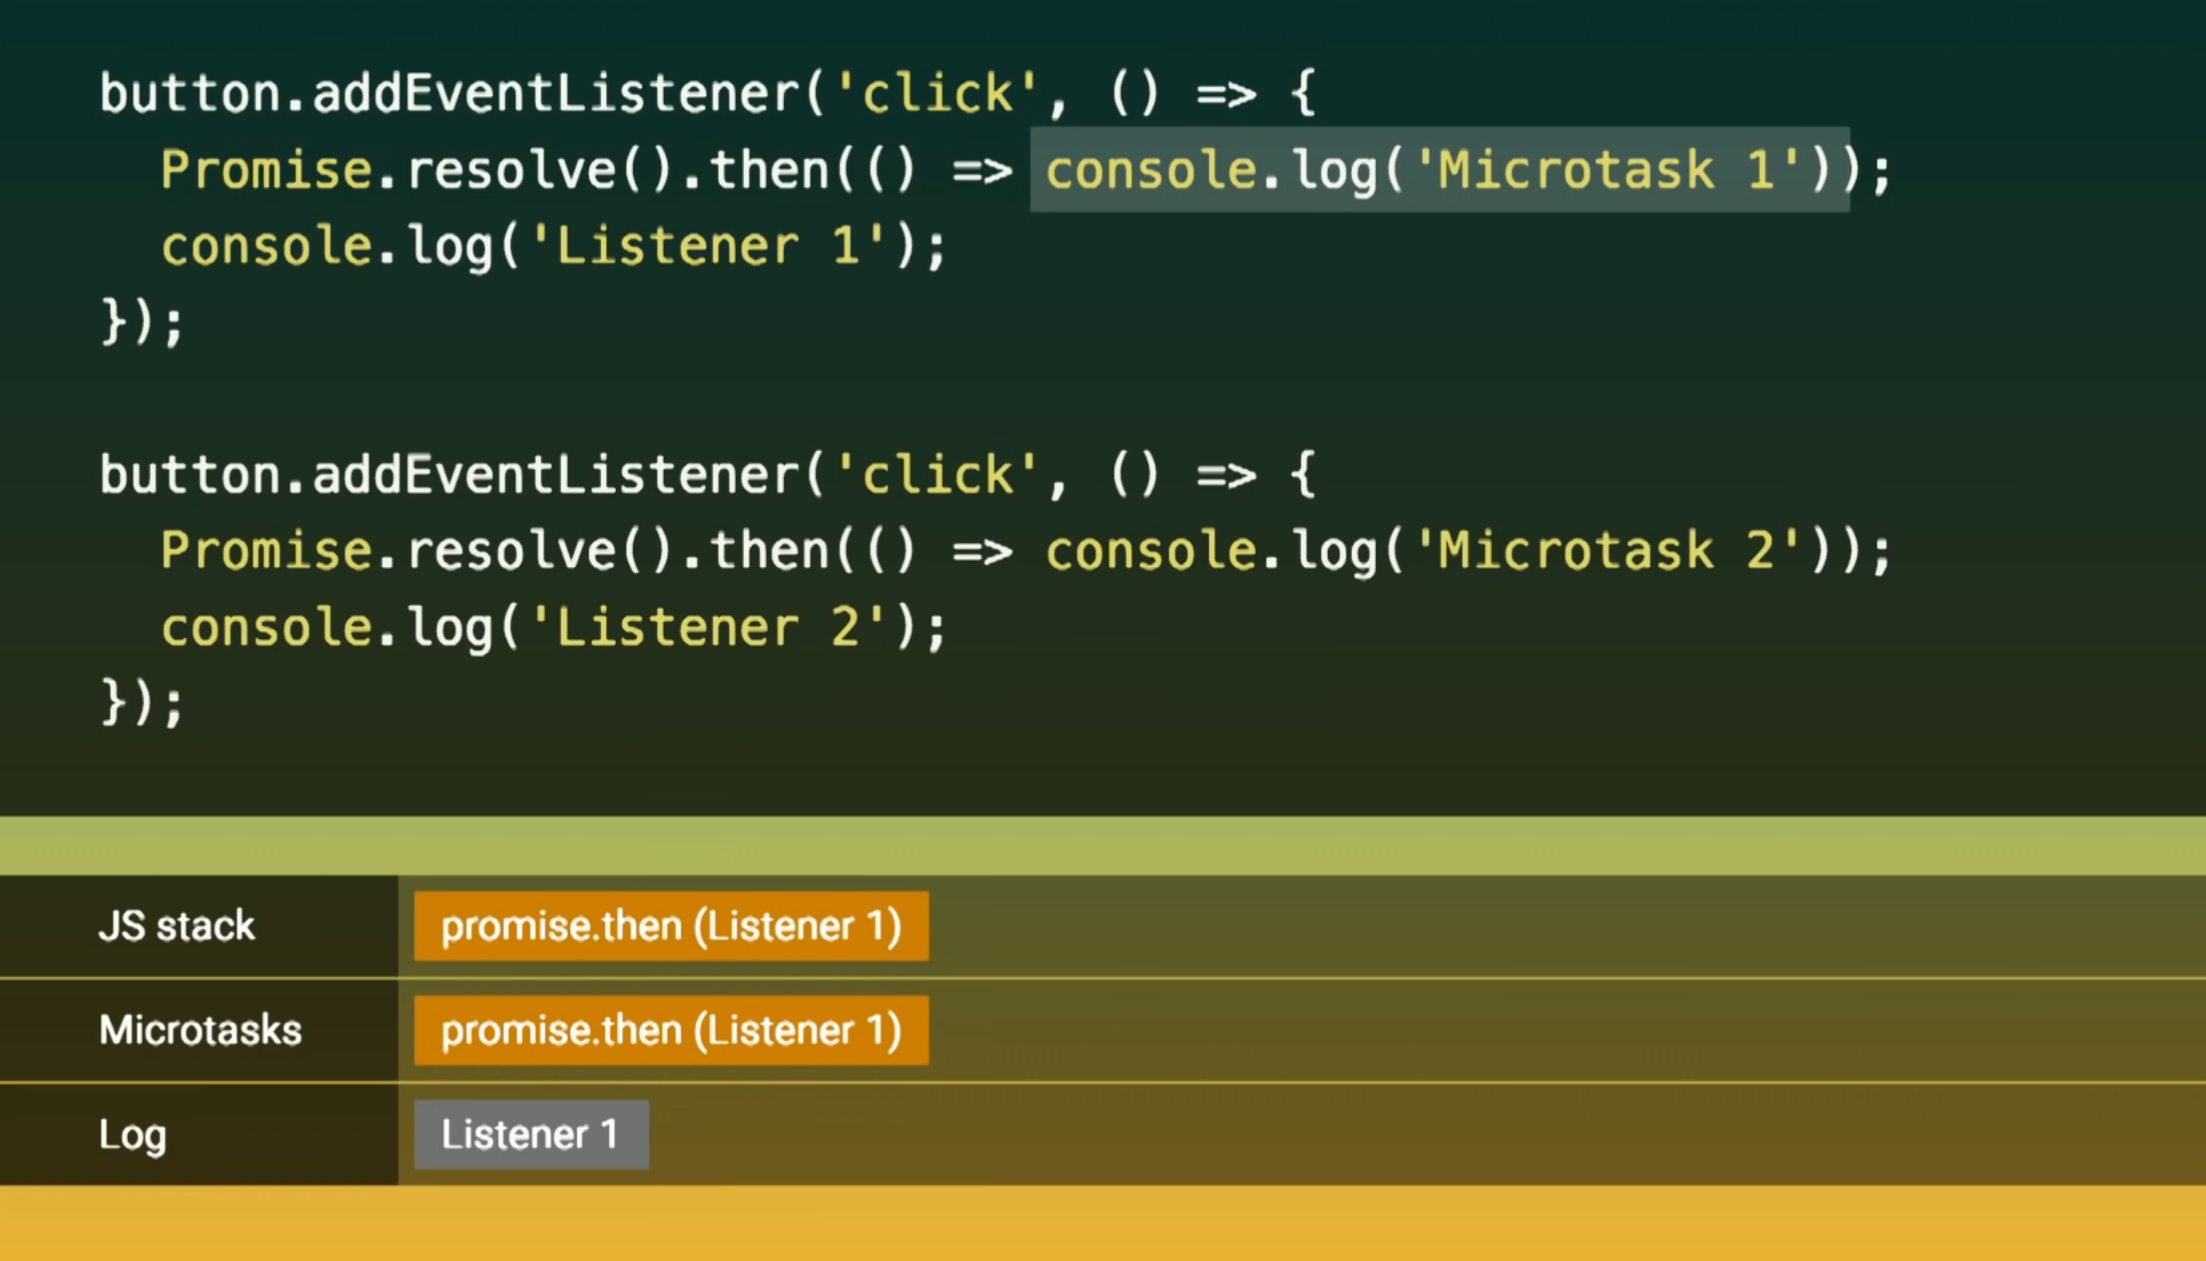 button.addEventListener('click', () => {
  Promise.resolve().then(() => console.log('Microtask 1'));
  console.log('Listener 1');
});
button.addEventListener('click', () => {
  Promise.resolve().then(() => console.log('Microtask 2'));
  console.log('Listener 2');
});
JS stack promise.then (Listener 1)
Microtasks promise.then (Listener 1)
Log Listener 1